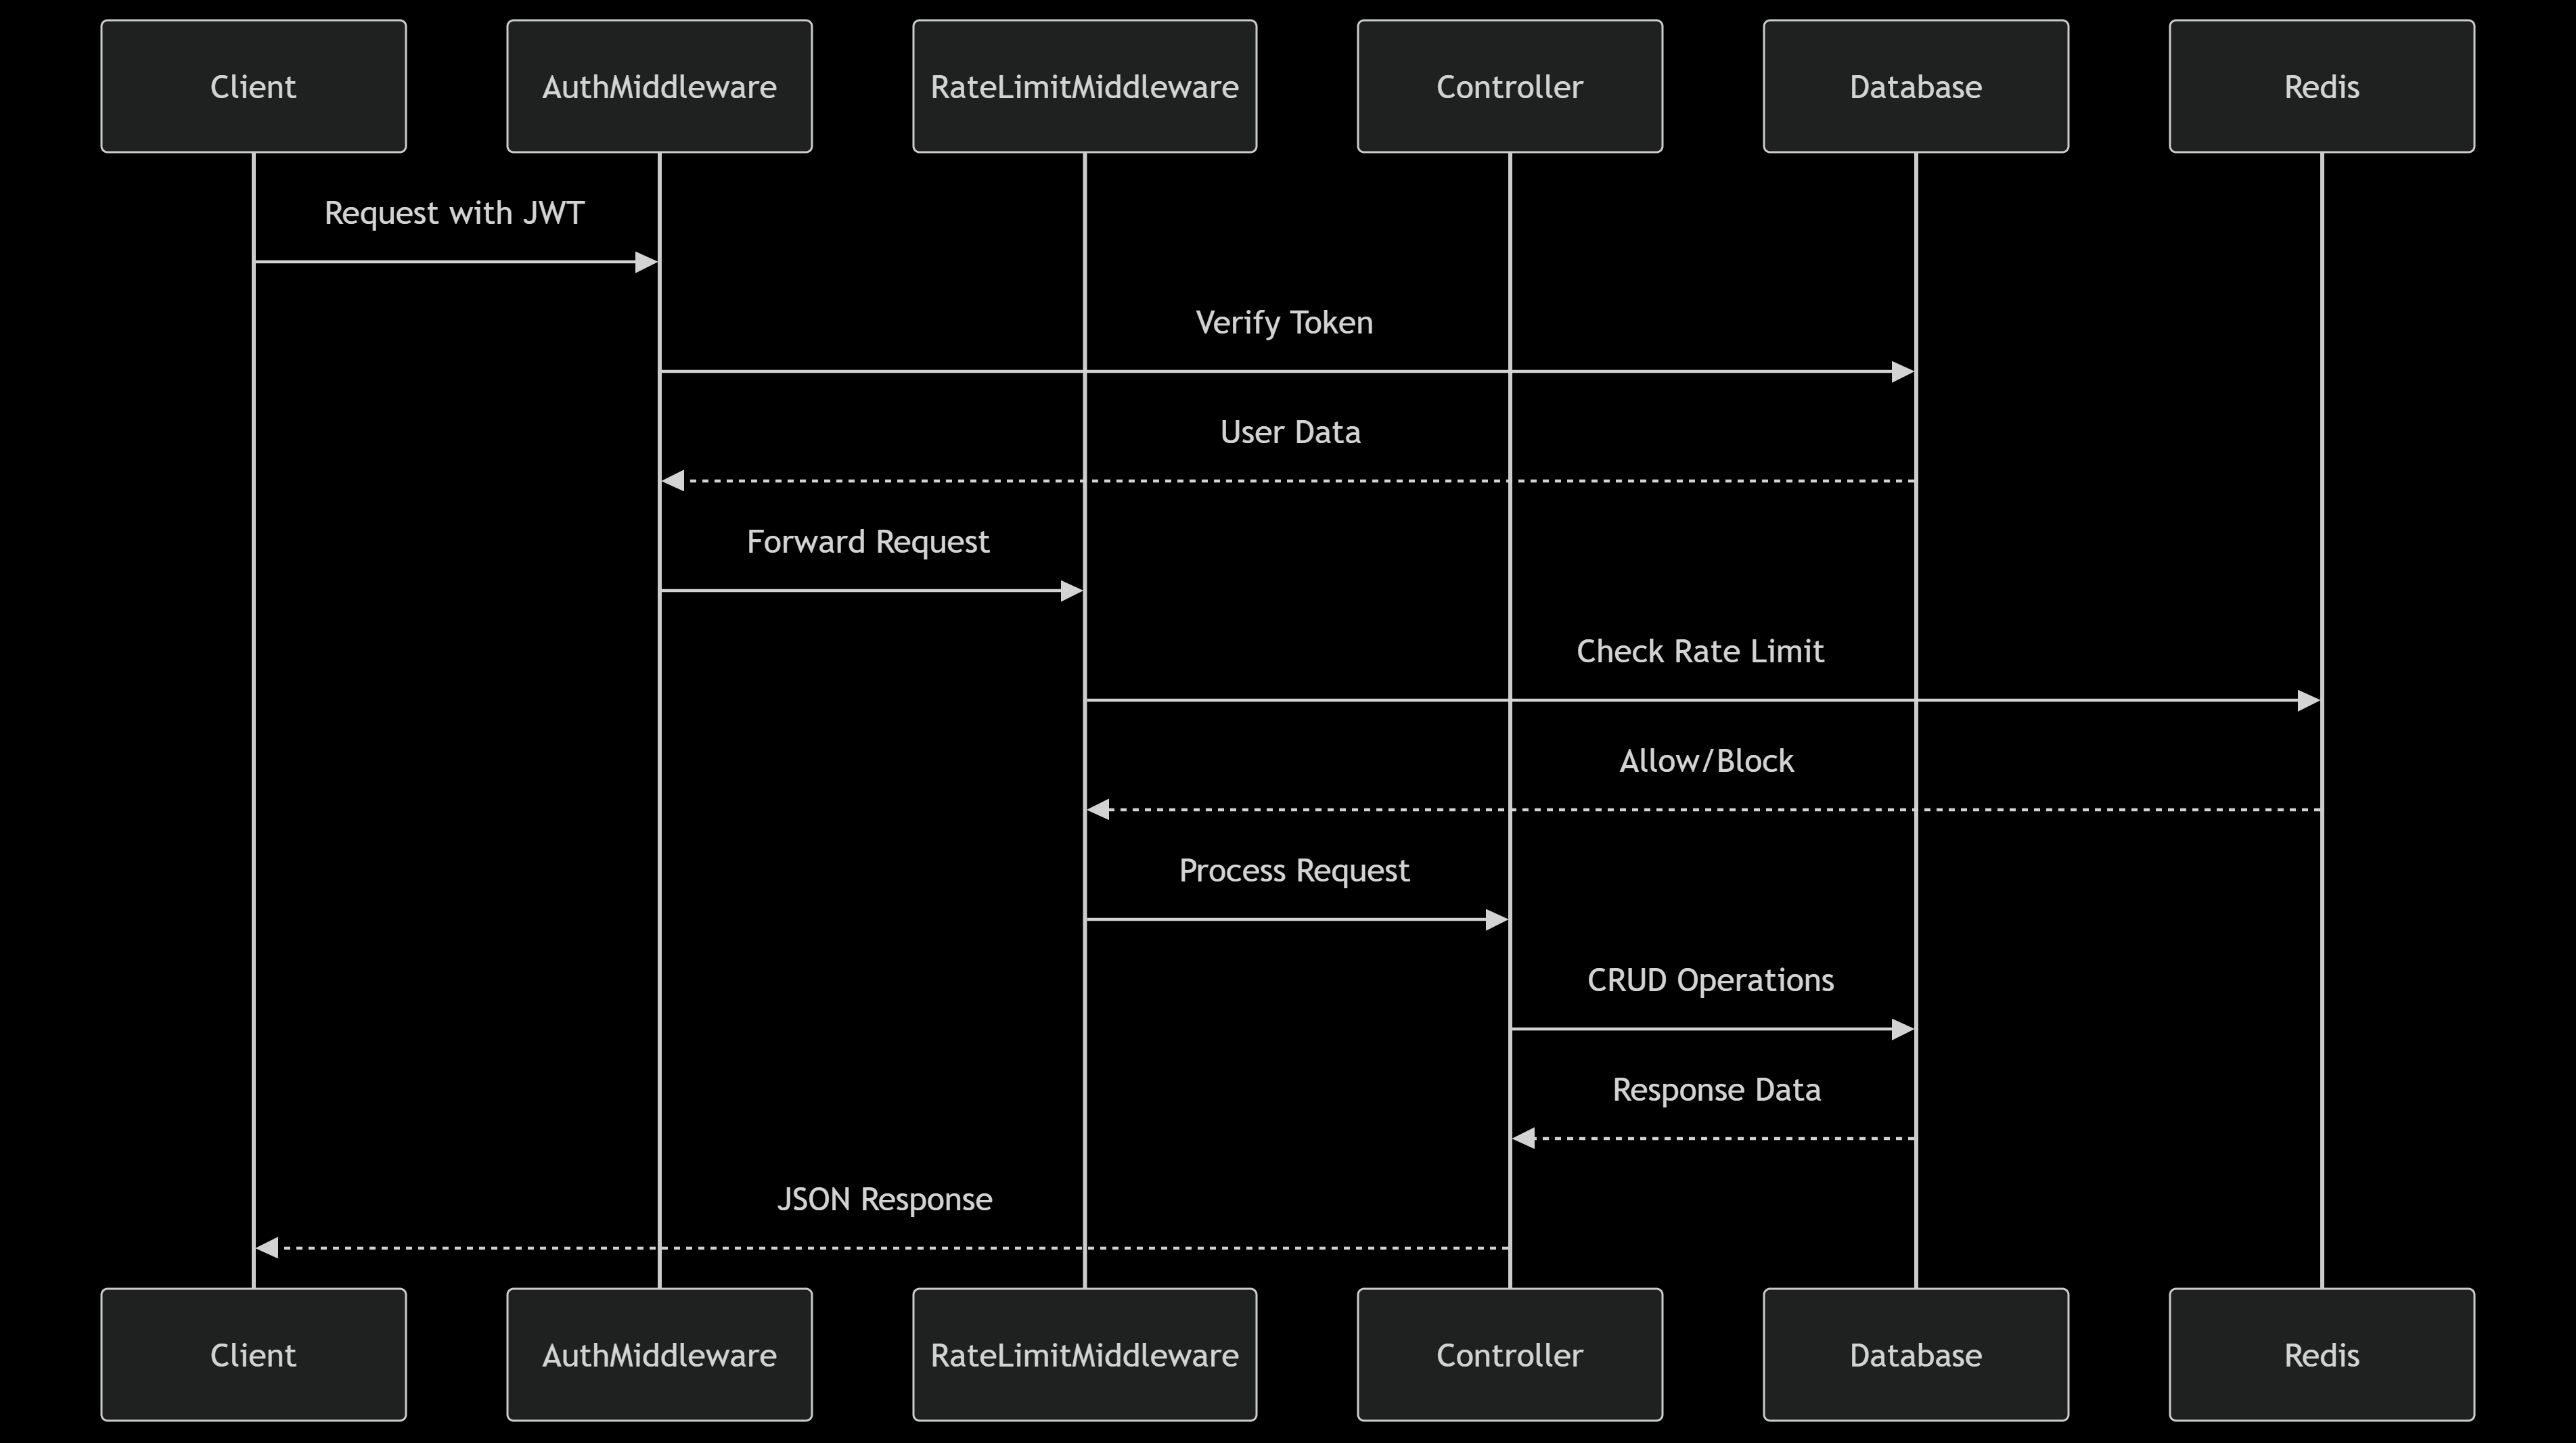 Client
AuthMiddleware
RateLimitMiddleware
Controller
Database
Redis
Request with JWT
Verify Token
User Data
Forward Request
Check Rate Limit
Allow/Block
Process Request
CRUD Operations
Response Data
JSON Response
Client
AuthMiddleware
RateLimitMiddleware
Controller
Database
Redis